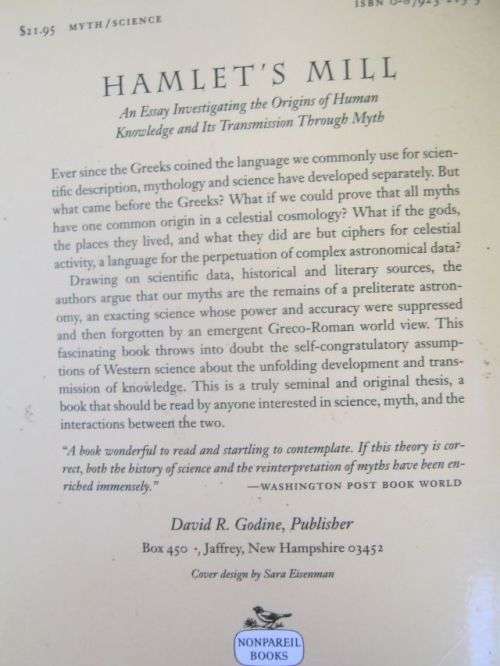 ISBN
$21.95 MYTH/SCIENCE
HAMLET'S MILL
An Essay Investigating the Origins of Human
Knowledge and Its Transmission Through Myth
Ever since the Greeks coined the language we commonly use for scien-
tific description, mythology and science have developed separately. But
what came before the Greeks? What if we could prove that all myths
have one common origin in a celestial cosmology? What if the gods,
the places they lived, and what they did are but ciphers for celestial
activity, a language for the perpetuation of complex astronomical data?
Drawing on scientific data, historical and literary sources, the
authors argue that our myths are the remains of a preliterate astron-
omy, an exacting science whose power and accuracy were suppressed
and then forgotten by an emergent Greco-Roman world view. This
fascinating book throws into doubt the self-congratulatory assump-
tions of Western science about the unfolding development and trans-
mission of knowledge. This is a truly seminal and original thesis, a
book that should be read by anyone interested in science, myth, and the
interactions between the two.
"A book wonderful to read and startling to contemplate. If this theory is cor-
rect, both the history of science and the reinterpretation of myths have been en-
riched immensely." —WASHINGTON POST BOOK WORLD
David R. Godine, Publisher
Box 450 ·, Jaffrey, New Hampshire 03452
Cover design by Sara Eisenman
NONPAREIL
BOOKS